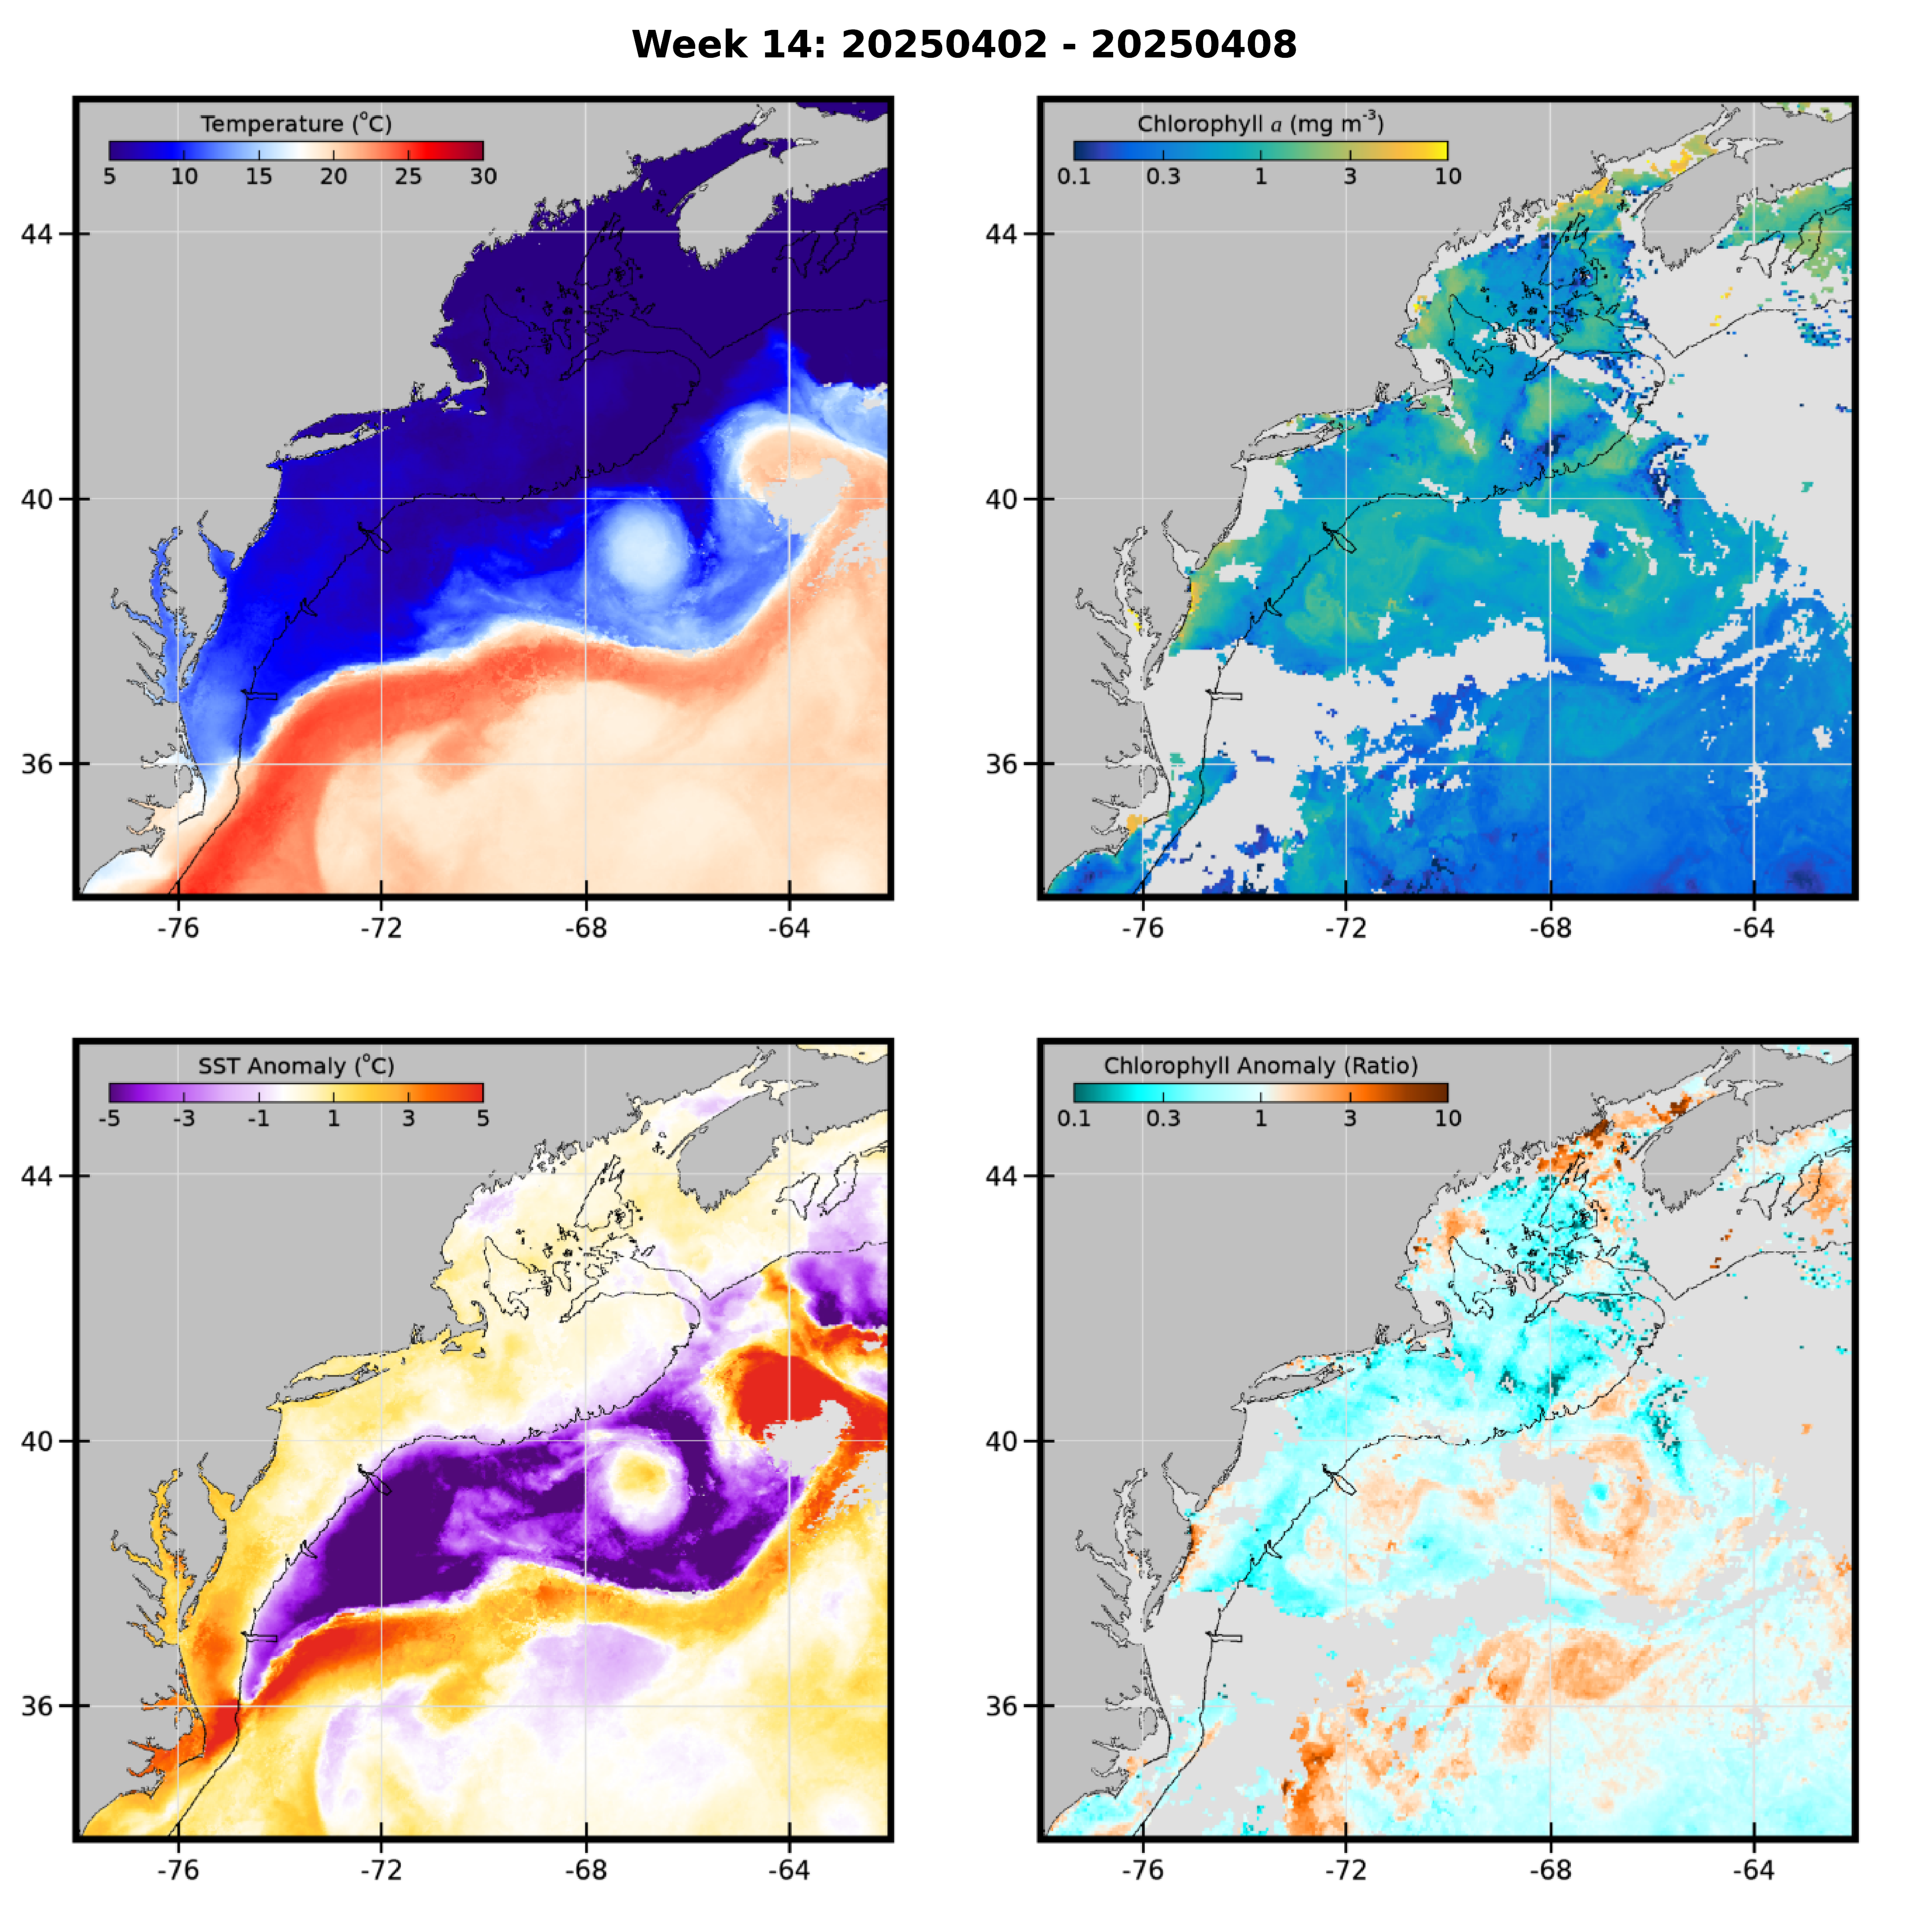 Week 14: 20250402 - 20250408
Temperature (°C)
5 10 15 20 25 30
44
40
36
-76 -72 -68 -64
Chlorophyll a (mg m⁻³)
0.1 0.3 1 3 10
44
40
36
-76 -72 -68 -64
SST Anomaly (°C)
-5 -3 -1 1 3 5
44
40
36
-76 -72 -68 -64
Chlorophyll Anomaly (Ratio)
0.1 0.3 1 3 10
44
40
36
-76 -72 -68 -64